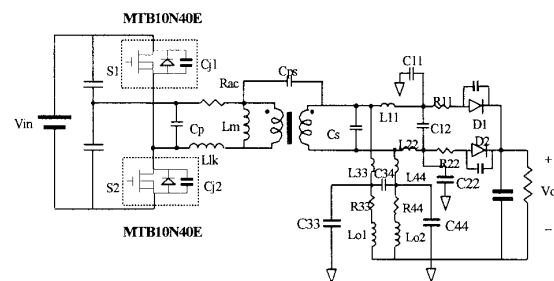 MTB10N40E
S1
Cj1
Cps
C11
Rac
R11
D1
Vin
Cp
Lm
Cs
L11
C12
D2
Llk
L22
R22
S2
Cj2
L33
C34
L44
C22
+
Vo
-
R33
R44
C33
C44
Lo1
Lo2
MTB10N40E